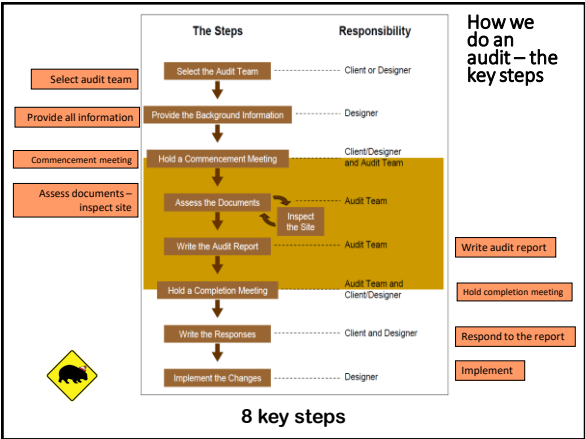 How we
do an
audit – the
key steps
The Steps
Responsibility
Select audit team
Select the Audit Team
Client or Designer
Provide all information
Provide the Background Information
Designer
Commencement meeting
Hold a Commencement Meeting
Client/Designer
and Audit Team
Assess documents –
inspect site
Assess the Documents
Audit Team
Inspect
the Site
Write the Audit Report
Audit Team
Write audit report
Hold a Completion Meeting
Audit Team and
Client/Designer
Hold completion meeting
Write the Responses
Client and Designer
Respond to the report
Implement the Changes
Designer
Implement
8 key steps